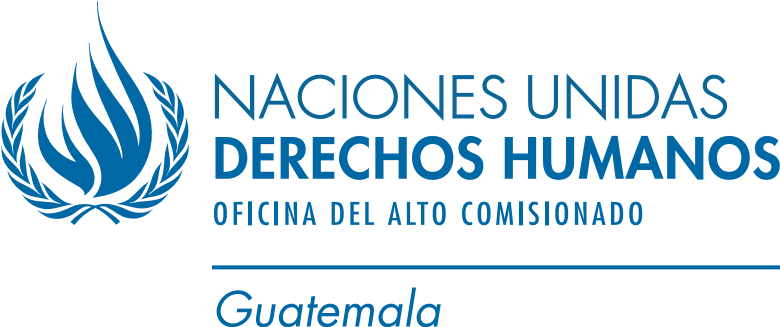 NACIONES UNIDAS
DERECHOS HUMANOS
OFICINA DEL ALTO COMISIONADO
Guatemala